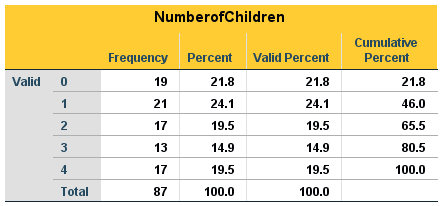 NumberofChildren
Frequency Percent Valid Percent Cumulative Percent
Valid 0 19 21.8 21.8 21.8
1 21 24.1 24.1 46.0
2 17 19.5 19.5 65.5
3 13 14.9 14.9 80.5
4 17 19.5 19.5 100.0
Total 87 100.0 100.0